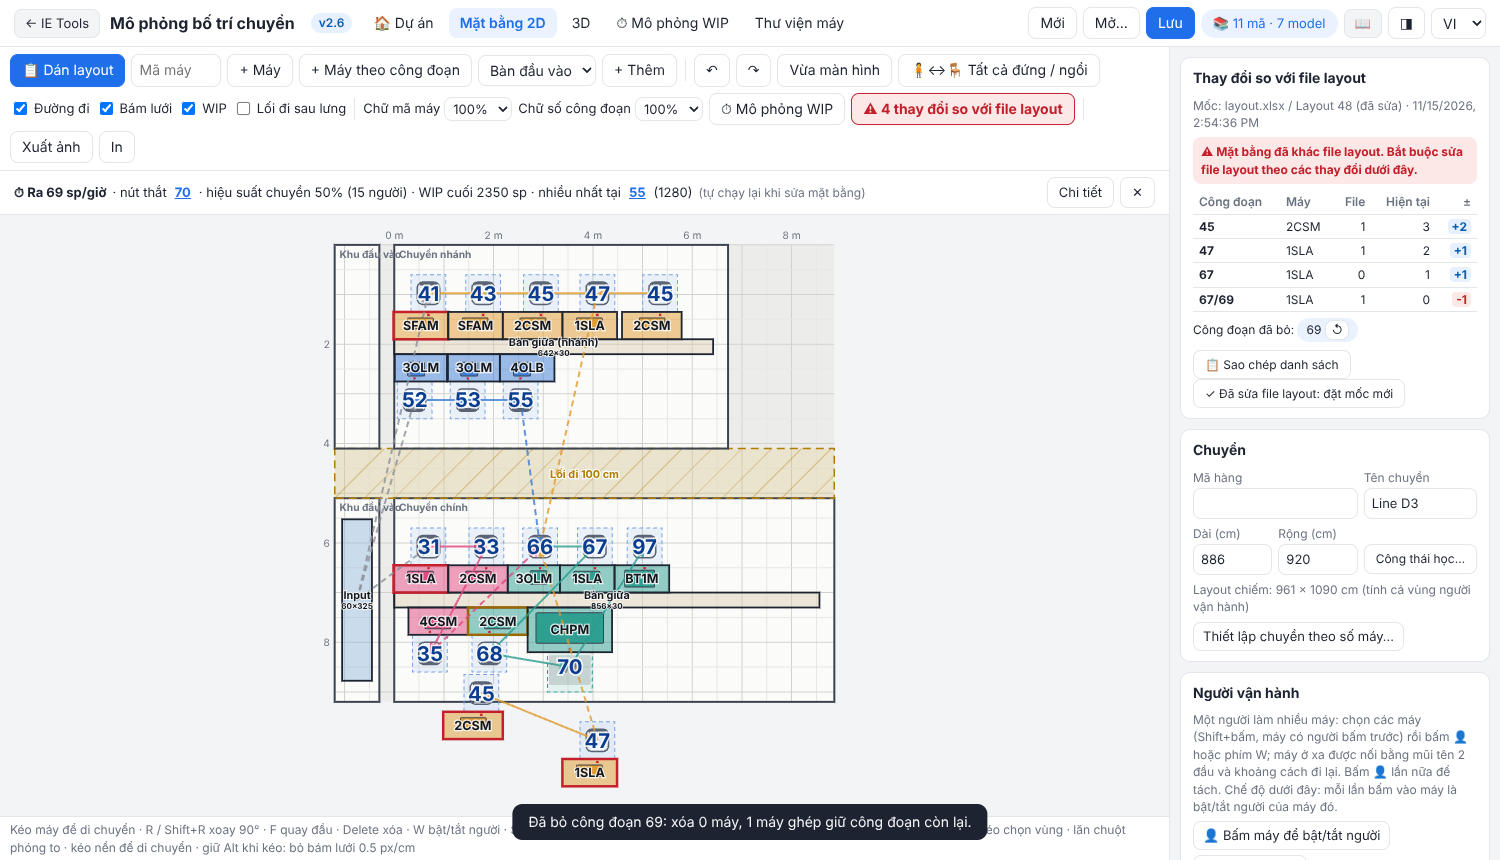 ← IE Tools
Mô phỏng bố trí chuyền
v2.6
🏠 Dự án
Mặt bằng 2D
3D
⏱ Mô phỏng WIP
Thư viện máy
Mới
Mở...
Lưu
📚 11 mã · 7 model
📖
◨
VI
📋 Dán layout
Mã máy
+ Máy
+ Máy theo công đoạn
Bàn đầu vào
+ Thêm
↶
↷
Vừa màn hình
🧍↔🪑 Tất cả đứng / ngồi
Đường đi
Bám lưới
WIP
Lối đi sau lưng
Chữ mã máy
100%
Chữ số công đoạn
100%
⏱ Mô phỏng WIP
⚠ 4 thay đổi so với file layout
Xuất ảnh
In
⏱ Ra 69 sp/giờ · nút thắt 70 · hiệu suất chuyền 50% (15 người) · WIP cuối 2350 sp · nhiều nhất tại 55 (1280) (tự chạy lại khi sửa mặt bằng)
Chi tiết
✕
0 m
2 m
4 m
6 m
8 m
2
4
6
8
Khu đầu vào
Chuyền nhánh
41
43
45
47
45
SFAM
SFAM
2CSM
1SLA
2CSM
Bàn giữa (nhánh)
642×30
3OLM
3OLM
4OLB
52
53
55
Lối đi 100 cm
Khu đầu vào
Chuyền chính
31
33
66
67
97
1SLA
2CSM
3OLM
1SLA
BT1M
Input
60×325
Bàn giữa
856×30
4CSM
2CSM
CHPM
35
68
70
45
2CSM
47
1SLA
Thay đổi so với file layout
Mốc: layout.xlsx / Layout 48 (đã sửa) · 11/15/2026,
2:54:36 PM
⚠ Mặt bằng đã khác file layout. Bắt buộc sửa
file layout theo các thay đổi dưới đây.
Công đoạn Máy File Hiện tại ±
45 2CSM 1 3 +2
47 1SLA 1 2 +1
67 1SLA 0 1 +1
67/69 1SLA 1 0 -1
Công đoạn đã bỏ: 69 ↺
📋 Sao chép danh sách
✓ Đã sửa file layout: đặt mốc mới
Chuyền
Mã hàng
Tên chuyền
Line D3
Dài (cm)
Rộng (cm)
886
920
Công thái học...
Layout chiếm: 961 × 1090 cm (tính cả vùng người
vận hành)
Thiết lập chuyền theo số máy...
Người vận hành
Một người làm nhiều máy: chọn các máy
(Shift+bấm, máy có người bấm trước) rồi bấm 👤
hoặc phím W; máy ở xa được nối bằng mũi tên 2
đầu và khoảng cách đi lại. Bấm 👤 lần nữa để
tách. Chế độ dưới đây: mỗi lần bấm vào máy là
bật/tắt người của máy đó.
👤 Bấm máy để bật/tắt người
Đã bỏ công đoạn 69: xóa 0 máy, 1 máy ghép giữ công đoạn còn lại.
Kéo máy để di chuyển · R / Shift+R xoay 90° · F quay đầu · Delete xóa · W bật/tắt người ·
kéo chọn vùng · lăn chuột
phóng to · kéo nền để di chuyển · giữ Alt khi kéo: bỏ bám lưới 0.5 px/cm